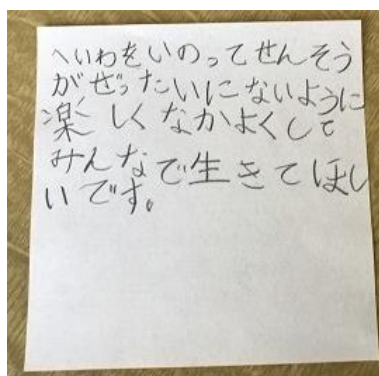 へいわをいのってせんそう
がぜったいにないように
楽しくなかよくして
みんなで生きてほし
いです。